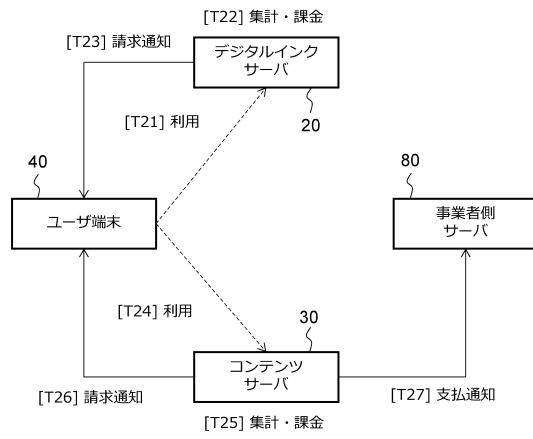 [T22] 集計・課金
[T23] 請求通知
デジタルインク
サーバ
20
[T21] 利用
40
80
ユーザ端末
事業者側
サーバ
[T24] 利用
30
コンテンツ
サーバ
[T26] 請求通知
[T27] 支払通知
[T25] 集計・課金